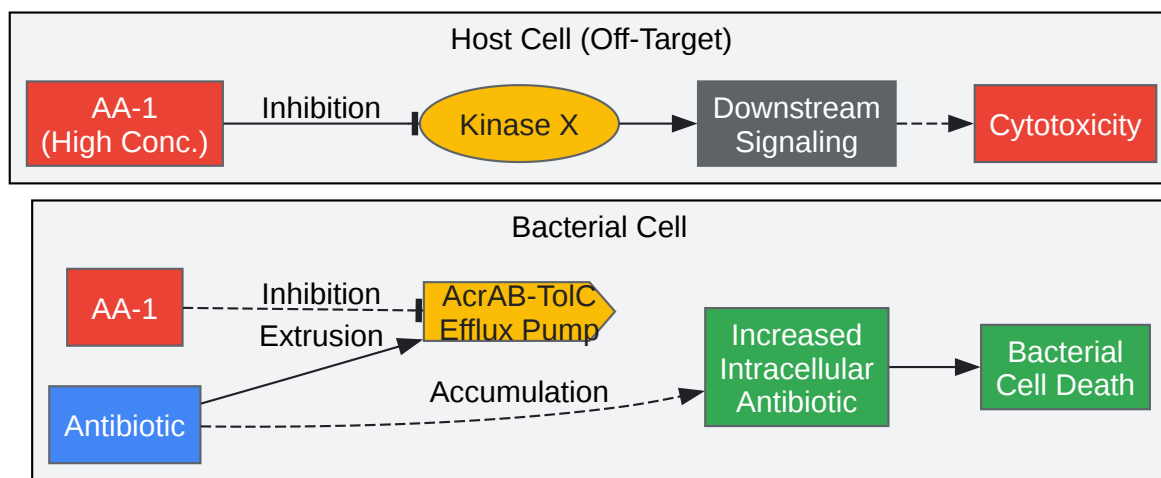 Host Cell (Off-Target)
AA-1
(High Conc.)
Inhibition
Kinase X
Downstream
Signaling
Cytotoxicity
Bacterial Cell
AA-1
Inhibition
AcrAB-TolC
Efflux Pump
Extrusion
Antibiotic
Accumulation
Increased
Intracellular
Antibiotic
Bacterial
Cell Death